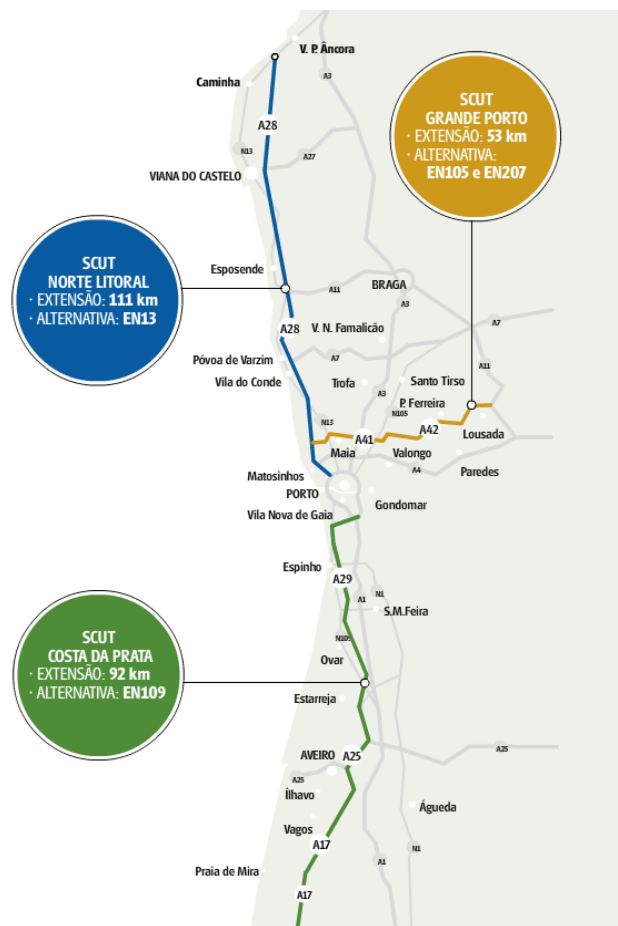 V. P. Âncora
A3
Caminha
A28
N13
A27
VIANA DO CASTELO
SCUT
GRANDE PORTO
· EXTENSÃO: 53 km
· ALTERNATIVA:
EN105 e EN207
SCUT
NORTE LITORAL
· EXTENSÃO: 111 km
· ALTERNATIVA: EN13
Esposende
A11
BRAGA
A3
A28
V. N. Famalicão
A7
Póvoa de Varzim
A7
A11
Vila do Conde
Trofa
Santo Tirso
A3
P. Ferreira
N13
N105
A42
Lousada
A41
Maia
Valongo
A4
Paredes
Matosinhos
PORTO
Gondomar
Vila Nova de Gaia
Espinho
A29
A1
N1
S.M.Feira
N109
Ovar
SCUT
COSTA DA PRATA
· EXTENSÃO: 92 km
· ALTERNATIVA: EN109
Estarreja
AVEIRO
A25
A25
A25
Ílhavo
Águeda
Vagos
A17
N1
A1
Praia de Mira
A17